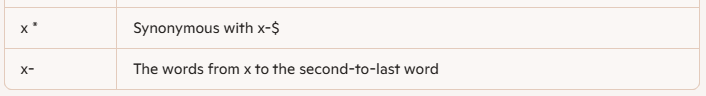 x * Synonymous with x-$
x- The words from x to the second-to-last word